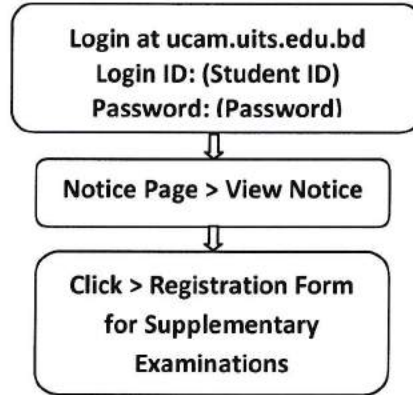 Login at ucam.uits.edu.bd
Login ID: (Student ID)
Password: (Password)
Notice Page > View Notice
Click > Registration Form
for Supplementary
Examinations